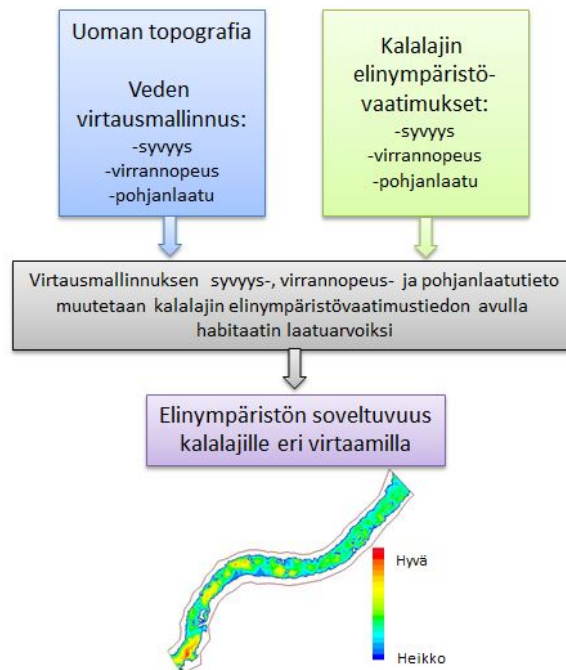 Uoman topografia
Veden
virtausmallinnus:
-syvyys
-virrannopeus
-pohjanlaatu
Kalalajin
elinympäristö-
vaatimukset:
-syvyys
-virrannopeus
-pohjanlaatu
Virtausmallinnuksen syvyys-, virrannopeus- ja pohjanlaatutieto
muutetaan kalalajin elinympäristövaatimustiedon avulla
habitaatin laatuarvoiksi
Elinympäristön soveltuvuus
kalalajille eri virtaamilla
Hyvä
Heikko